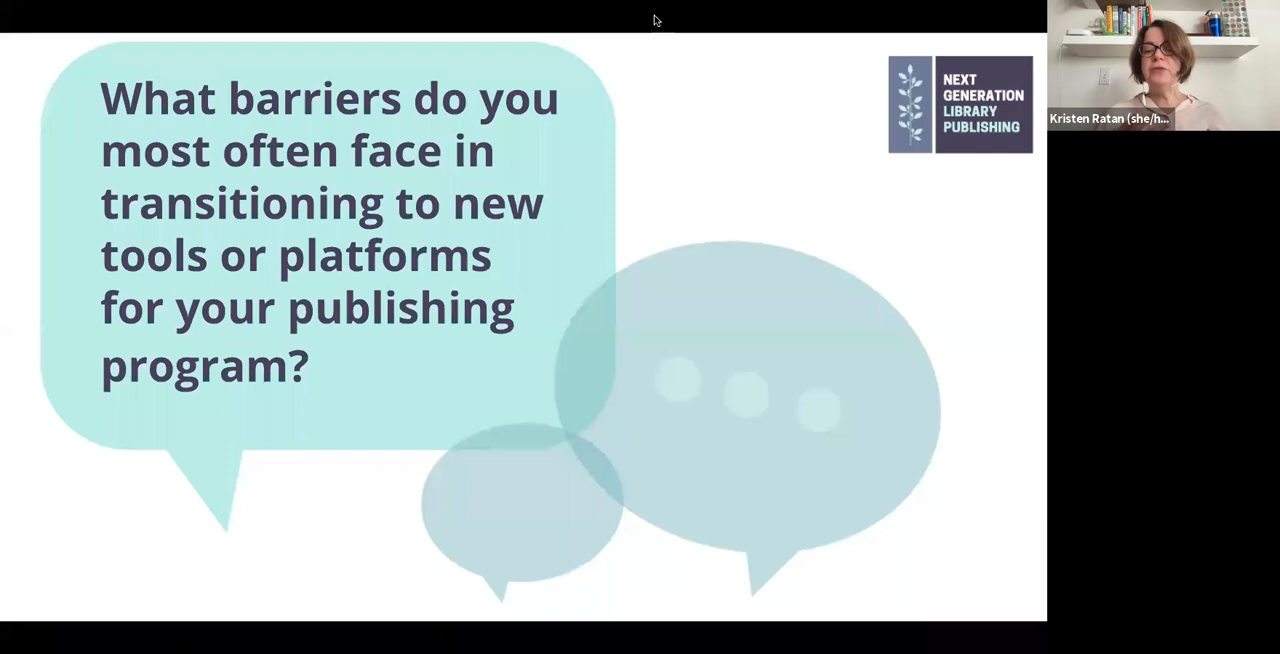 What barriers do you
most often face in
transitioning to new
tools or platforms
for your publishing
program?
NEXT
GENERATION
LIBRARY
PUBLISHING
Kristen Ratan (she/h...